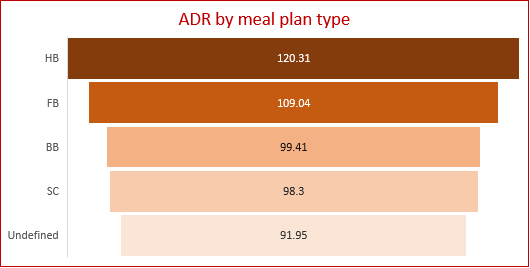 ADR by meal plan type
HB 120.31
FB 109.04
BB 99.41
SC 98.3
Undefined 91.95